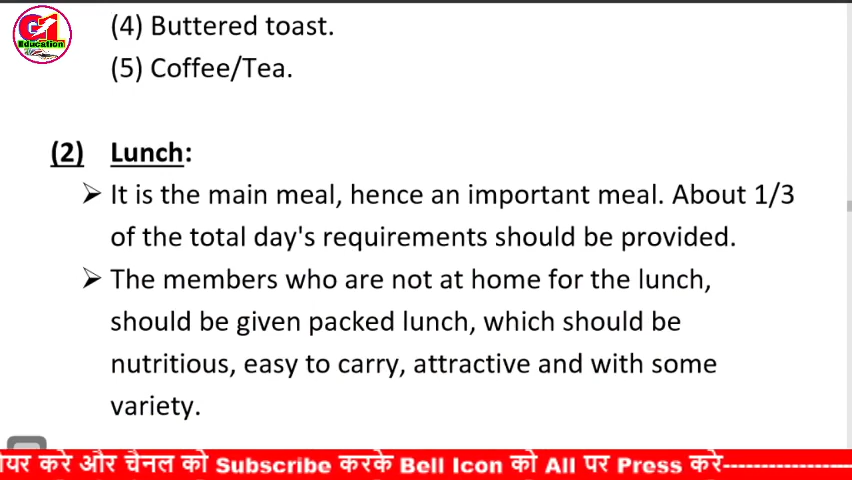 (4) Buttered toast.
Education
(5) Coffee/Tea.
(2) Lunch:
➢ It is the main meal, hence an important meal. About 1/3
of the total day's requirements should be provided.
➢ The members who are not at home for the lunch,
should be given packed lunch, which should be
nutritious, easy to carry, attractive and with some
variety.
करे और चैनल को Subscribe करके Bell Icon को All पर Press करे--------------------